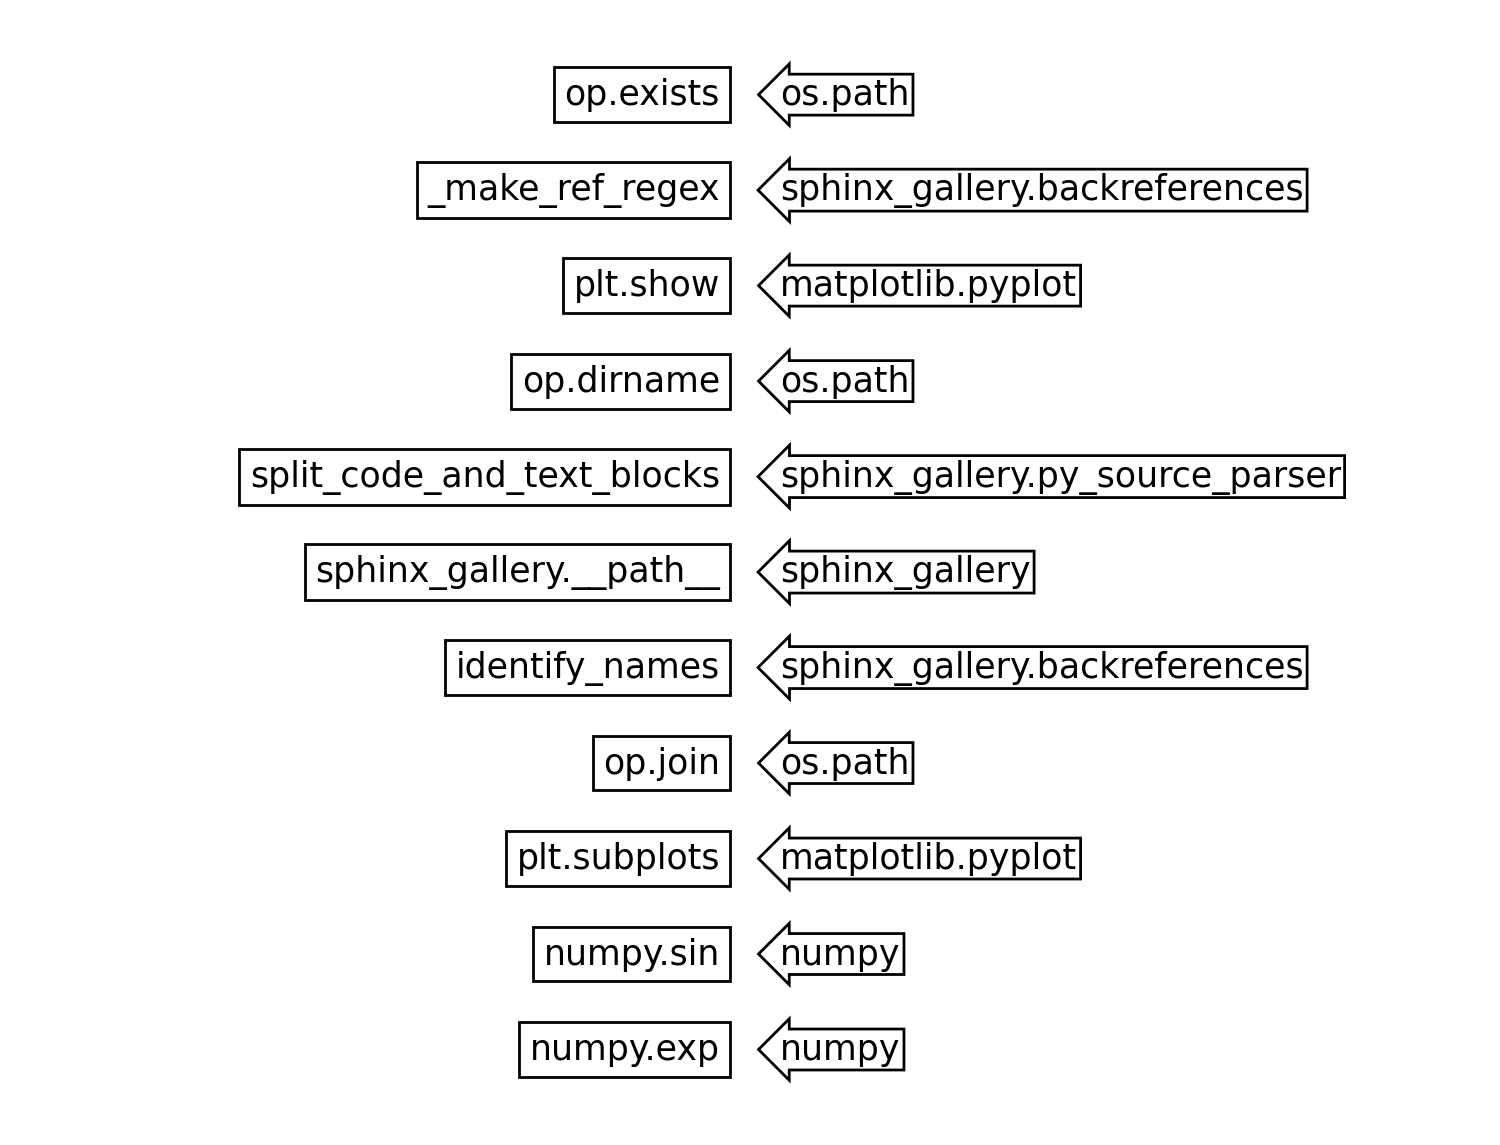 op.exists os.path
_make_ref_regex sphinx_gallery.backreferences
plt.show matplotlib.pyplot
op.dirname os.path
split_code_and_text_blocks sphinx_gallery.py_source_parser
sphinx_gallery.__path__ sphinx_gallery
identify_names sphinx_gallery.backreferences
op.join os.path
plt.subplots matplotlib.pyplot
numpy.sin numpy
numpy.exp numpy